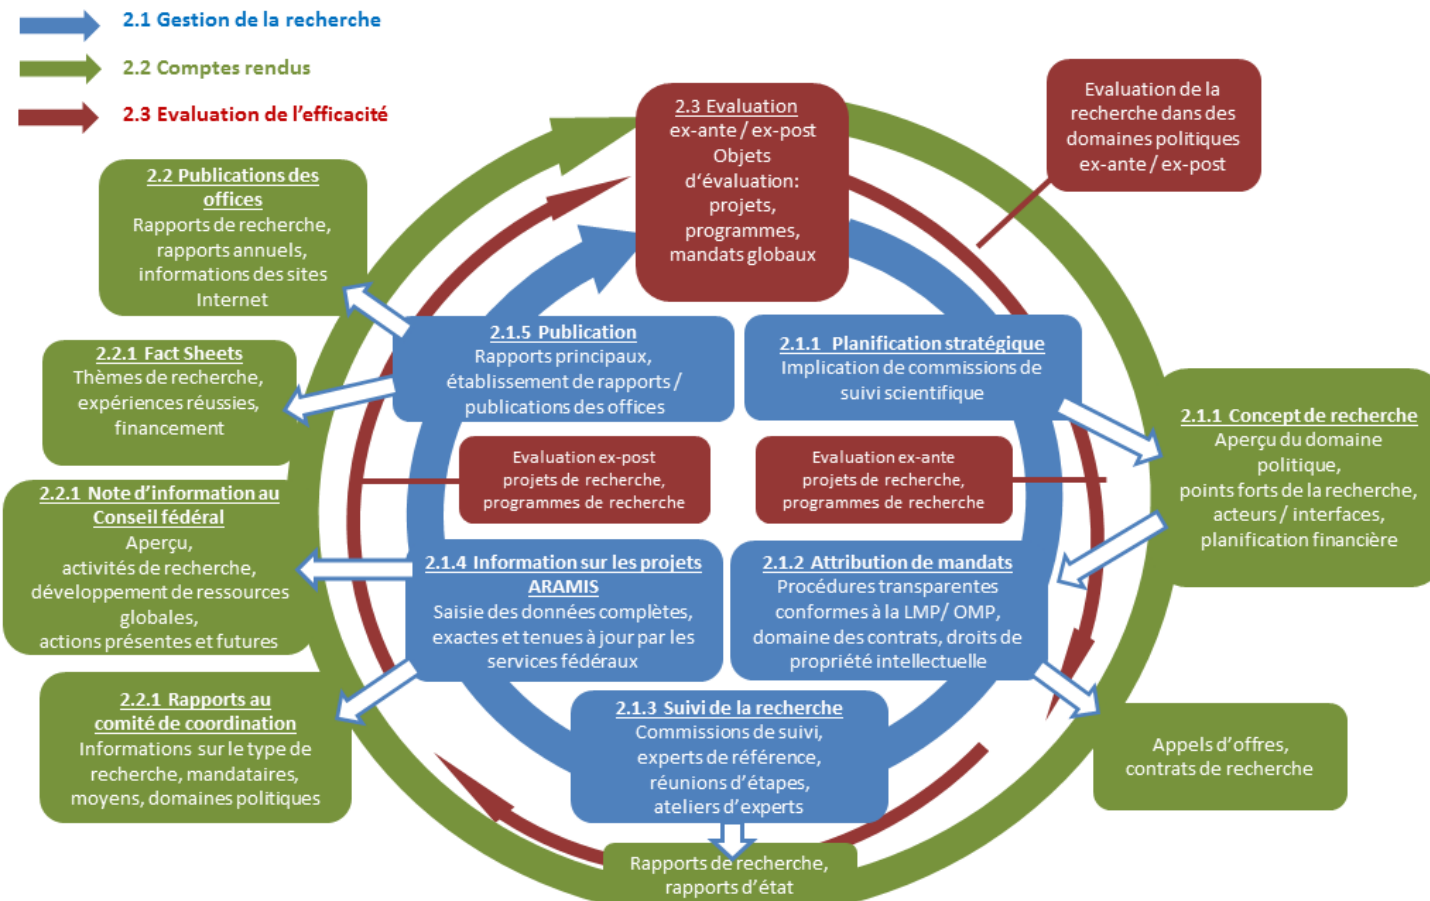 2.1 Gestion de la recherche
2.2 Comptes rendus
2.3 Evaluation de l'efficacité
2.3 Evaluation
ex-ante / ex-post
Objets
d'évaluation:
projets,
programmes,
mandats globaux
Evaluation de la
recherche dans des
domaines politiques
ex-ante / ex-post
2.2 Publications des
offices
Rapports de recherche,
rapports annuels,
informations des sites
Internet
2.1.5 Publication
Rapports principaux,
établissement de rapports /
publications des offices
2.1.1 Planification stratégique
Implication de commissions de
suivi scientifique
2.2.1 Fact Sheets
Thèmes de recherche,
expériences réussies,
financement
2.1.1 Concept de recherche
Aperçu du domaine
politique,
points forts de la recherche,
acteurs / interfaces,
planification financière
Evaluation ex-post
projets de recherche,
programmes de recherche
Evaluation ex-ante
projets de recherche,
programmes de recherche
2.2.1 Note d'information au
Conseil fédéral
Aperçu,
activités de recherche,
développement de ressources
globales,
actions présentes et futures
2.1.4 Information sur les projets
ARAMIS
Saisie des données complètes,
exactes et tenues à jour par les
services fédéraux
2.1.2 Attribution de mandats
Procédures transparentes
conformes à la LMP/ OMP,
domaine des contrats, droits de
propriété intellectuelle
2.2.1 Rapports au
comité de coordination
Informations sur le type de
recherche, mandataires,
moyens, domaines politiques
2.1.3 Suivi de la recherche
Commissions de suivi,
experts de référence,
réunions d'étapes,
ateliers d'experts
Appels d'offres,
contrats de recherche
Rapports de recherche,
rapports d'état